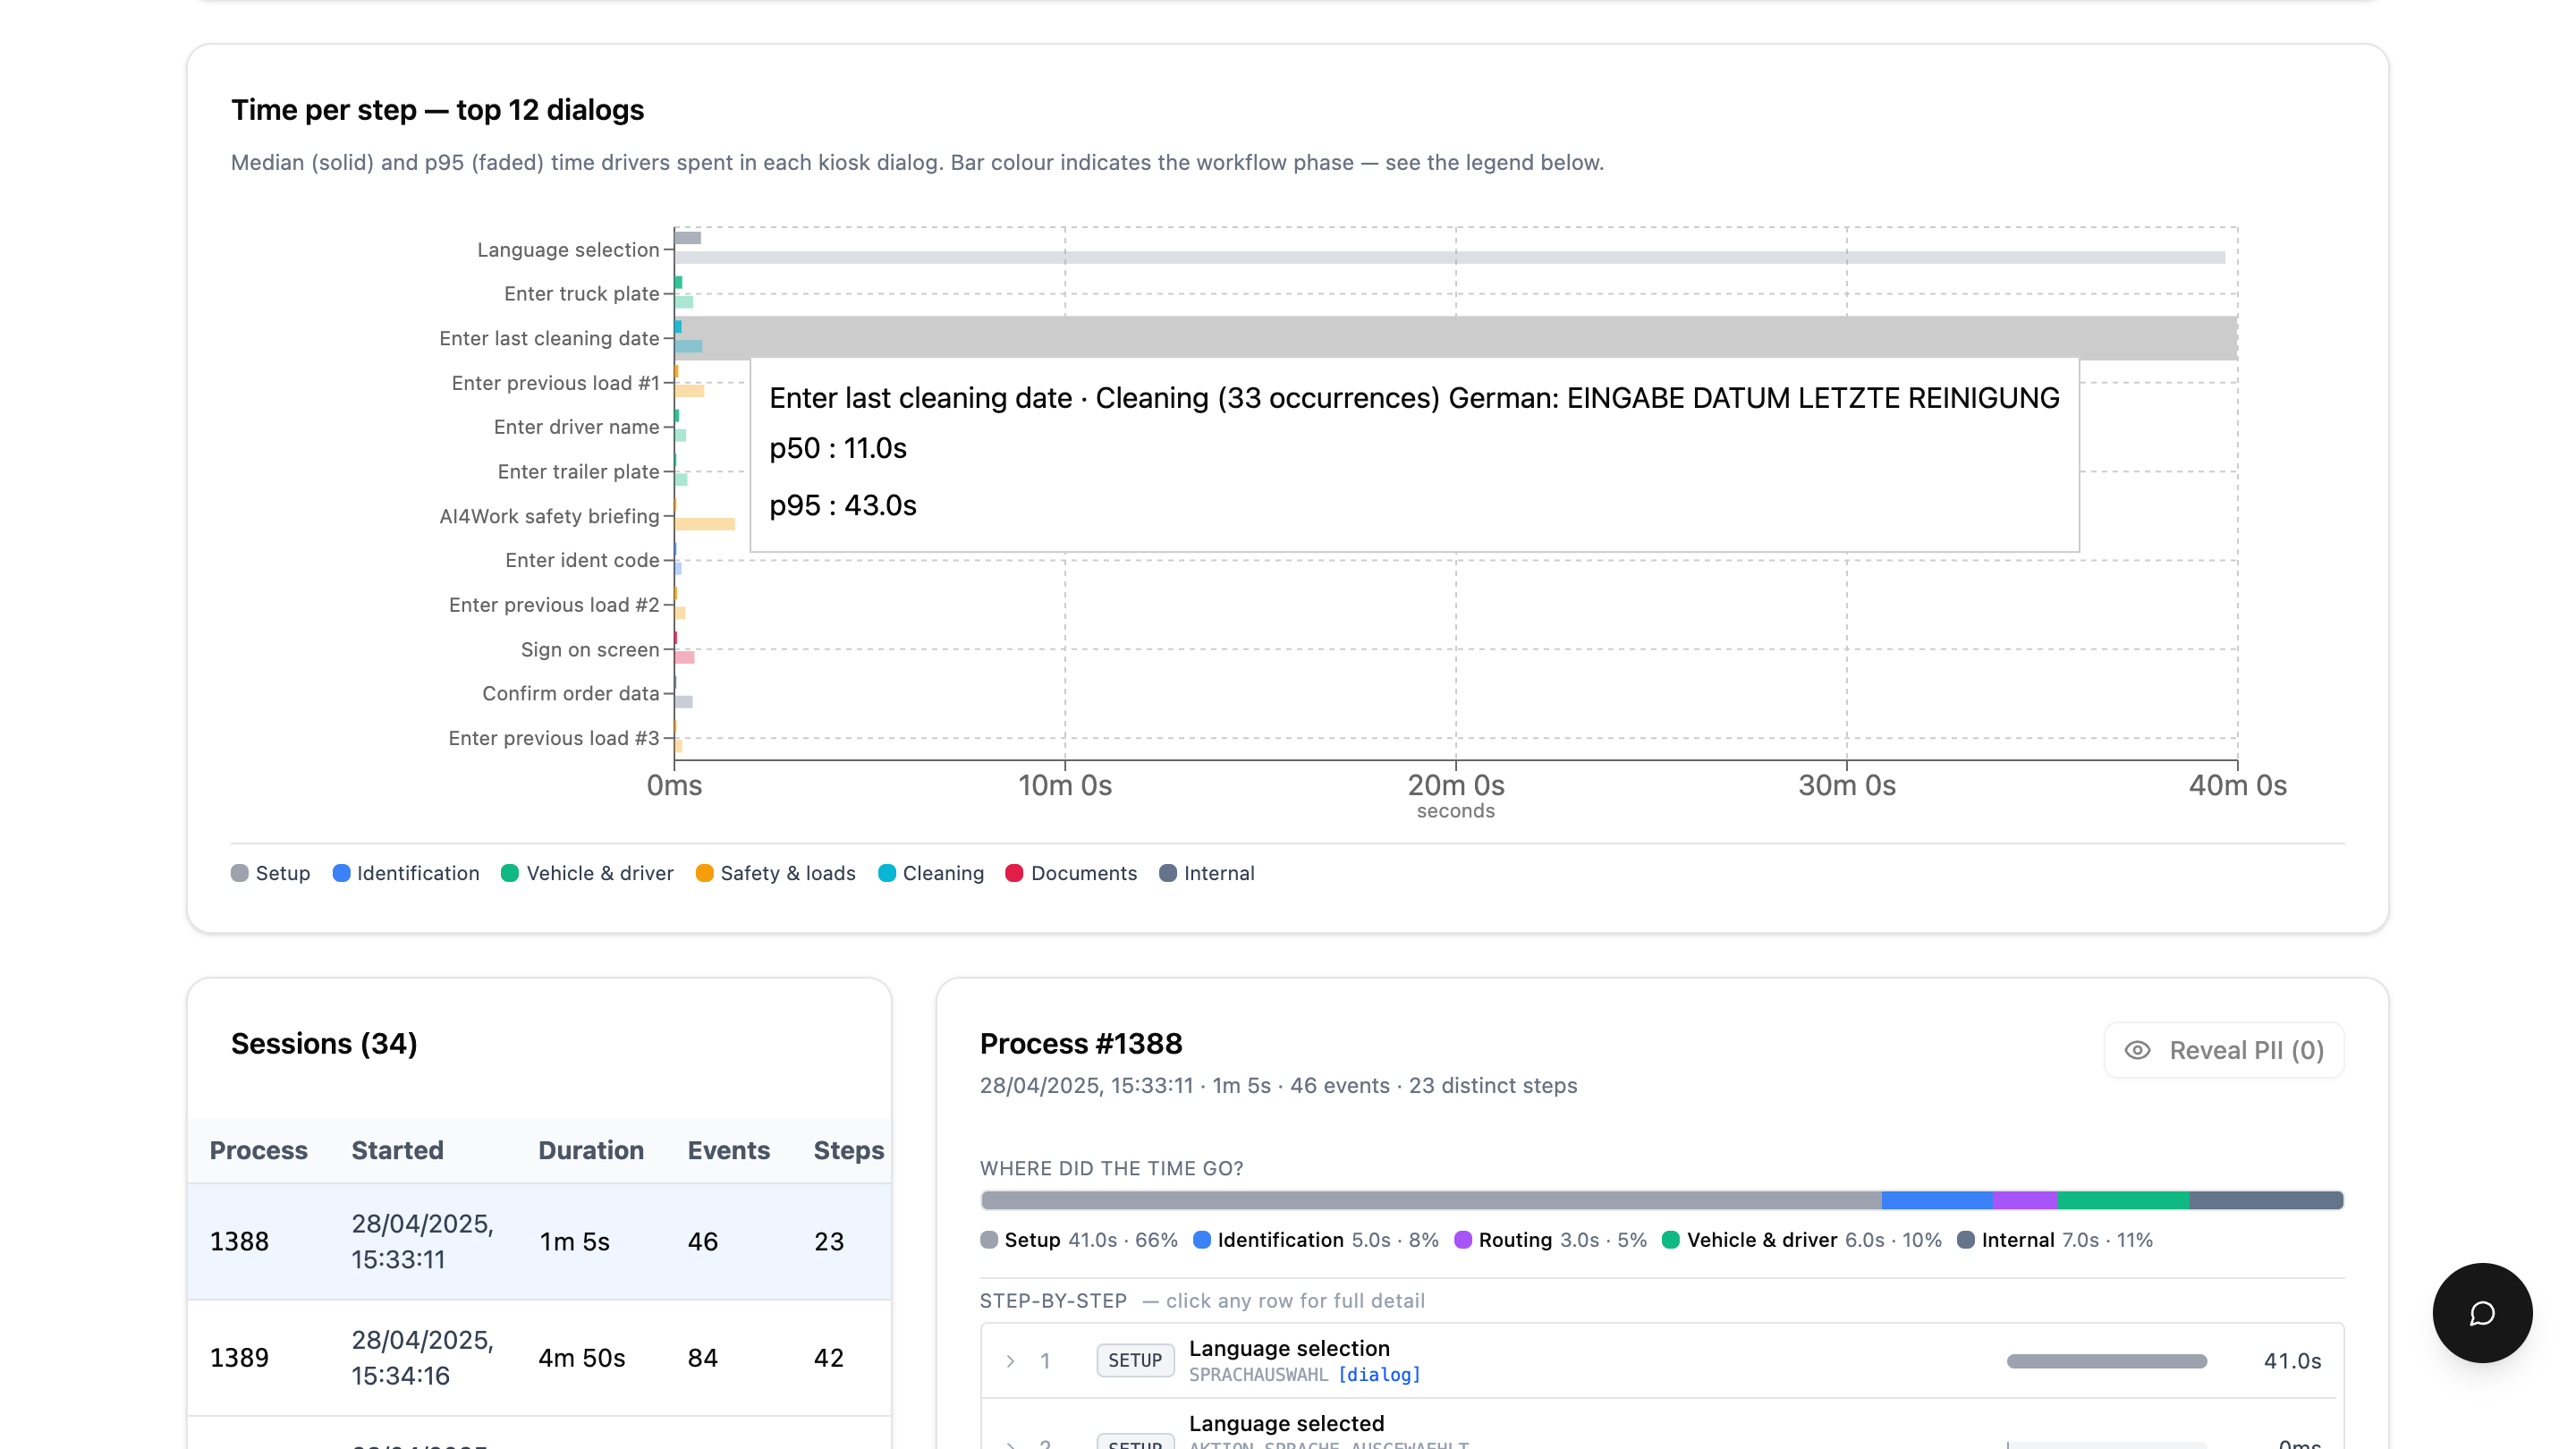 Time per step — top 12 dialogs
Median (solid) and p95 (faded) time drivers spent in each kiosk dialog. Bar colour indicates the workflow phase — see the legend below.
Language selection
Enter truck plate
Enter last cleaning date
Enter previous load #1
Enter driver name
Enter trailer plate
AI4Work safety briefing
Enter ident code
Enter previous load #2
Sign on screen
Confirm order data
Enter previous load #3
Enter last cleaning date · Cleaning (33 occurrences) German: EINGABE DATUM LETZTE REINIGUNG
p50 : 11.0s
p95 : 43.0s
0ms 10m 0s 20m 0s 30m 0s 40m 0s
seconds
Setup Identification Vehicle & driver Safety & loads Cleaning Documents Internal
Sessions (34)
Process Started Duration Events Steps
1388 28/04/2025, 15:33:11 1m 5s 46 23
1389 28/04/2025, 15:34:16 4m 50s 84 42
Process #1388
Reveal PII (0)
28/04/2025, 15:33:11 · 1m 5s · 46 events · 23 distinct steps
WHERE DID THE TIME GO?
Setup 41.0s · 66% Identification 5.0s · 8% Routing 3.0s · 5% Vehicle & driver 6.0s · 10% Internal 7.0s · 11%
STEP-BY-STEP — click any row for full detail
1 SETUP Language selection 41.0s
SPRACHAUSWAHL [dialog]
2 SETUP Language selected 0ms
AKTION SPRACHE AUSGEWAEHLT